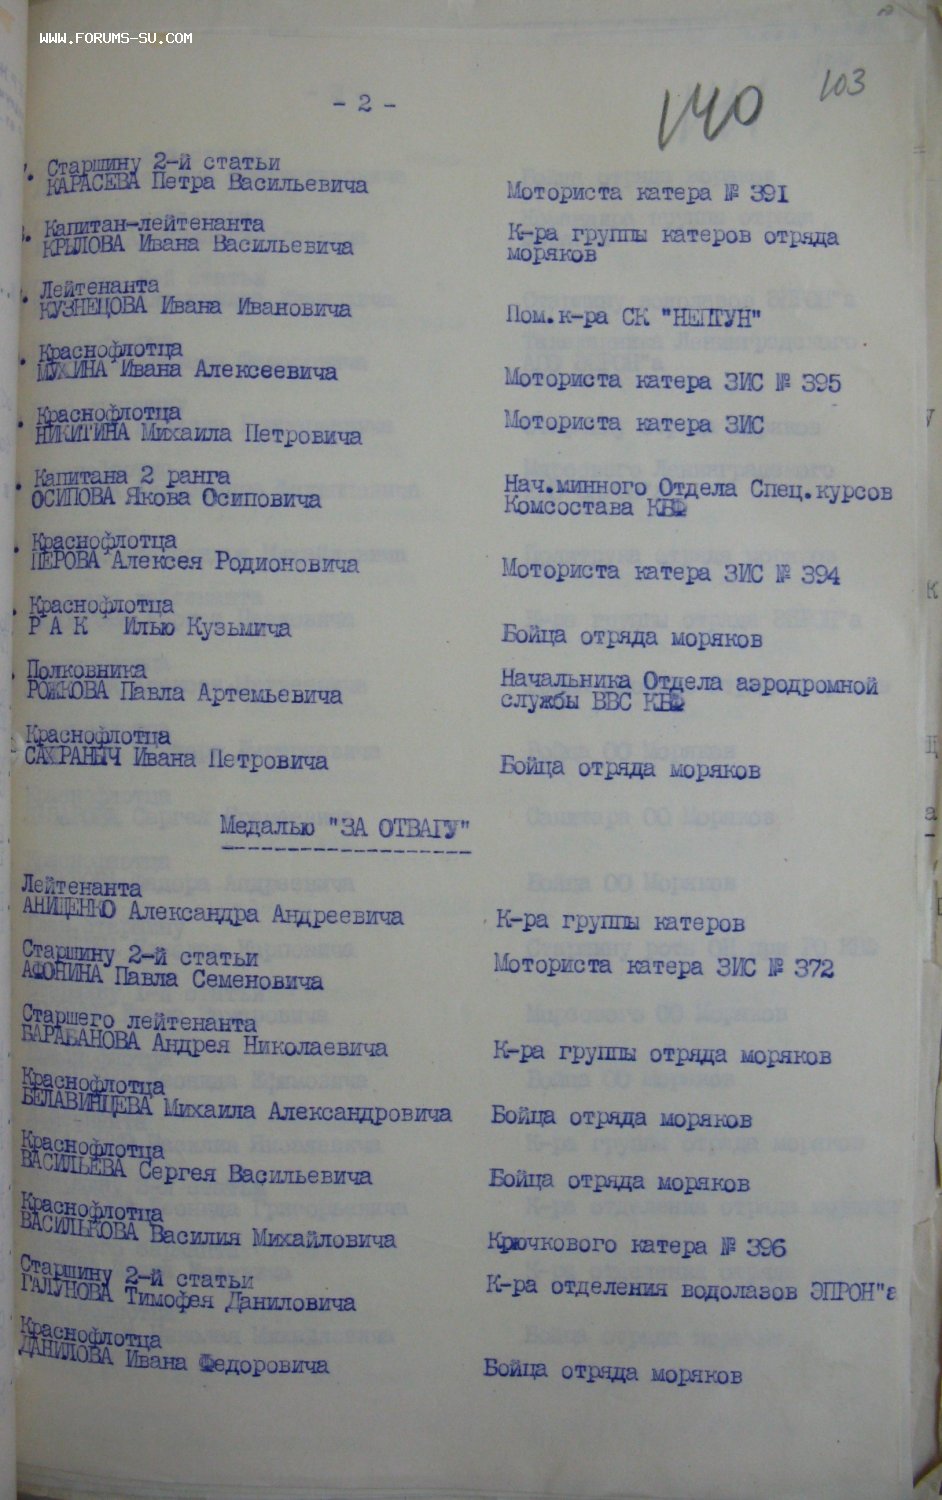 WWW.FORUMS-SU.COM
- 2 -
140
103
Старшину 2-й статьи
КАРАСЕВА Петра Васильевича
Моториста катера № 391
Капитан-лейтенанта
КРЫЛОВА Ивана Васильевича
К-ра группы катеров отряда
моряков
Лейтенанта
КУЗНЕЦОВА Ивана Ивановича
Пом.к-ра СК "НЕПТУН"
Краснофлотца
МУХИНА Ивана Алексеевича
Моториста катера ЗИС № 395
Краснофлотца
НИКИТИНА Михаила Петровича
Моториста катера ЗИС
Капитана 2 ранга
ОСИПОВА Якова Осиповича
Нач.минного Отдела Спец.курсов
Комсостава КБФ
Краснофлотца
ПЕРОВА Алексея Родионовича
Моториста катера ЗИС № 394
Краснофлотца
Р А К Илью Кузьмича
Бойца отряда моряков
Полковника
РОЖКОВА Павла Артемьевича
Начальника Отдела аэродромной
службы ВВС КБФ
Краснофлотца
САХРАНЫЧ Ивана Петровича
Бойца отряда моряков
Медалью "ЗА ОТВАГУ"
Лейтенанта
АНИЩЕНКО Александра Андреевича
К-ра группы катеров
Старшину 2-й статьи
АФОНИНА Павла Семеновича
Моториста катера ЗИС № 372
Старшего лейтенанта
БАРАБАНОВА Андрея Николаевича
К-ра группы отряда моряков
Краснофлотца
БЕЛАВИНЦЕВА Михаила Александровича
Бойца отряда моряков
Краснофлотца
ВАСИЛЬЕВА Сергея Васильевича
Бойца отряда моряков
Краснофлотца
ВАСИЛЬКОВА Василия Михайловича
Крючкового катера № 396
Старшину 2-й статьи
ГАЛУНОВА Тимофея Даниловича
К-ра отделения водолазов ЭПРОН"а
Краснофлотца
ДАНИЛОВА Ивана Федоровича
Бойца отряда моряков